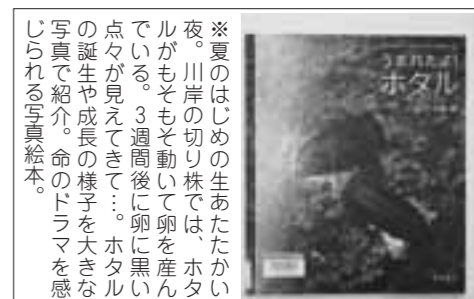 ※夏のはじめの生あたたかい
夜。川岸の切り株では、ホタ
ルがもそもそ動いて卵を産ん
でいる。3週間後に卵に黒い
点々が見えてきて…。ホタル
の誕生や成長の様子を大きな
写真で紹介。命のドラマを感
じられる写真絵本。
うまれたよ!
ホタル